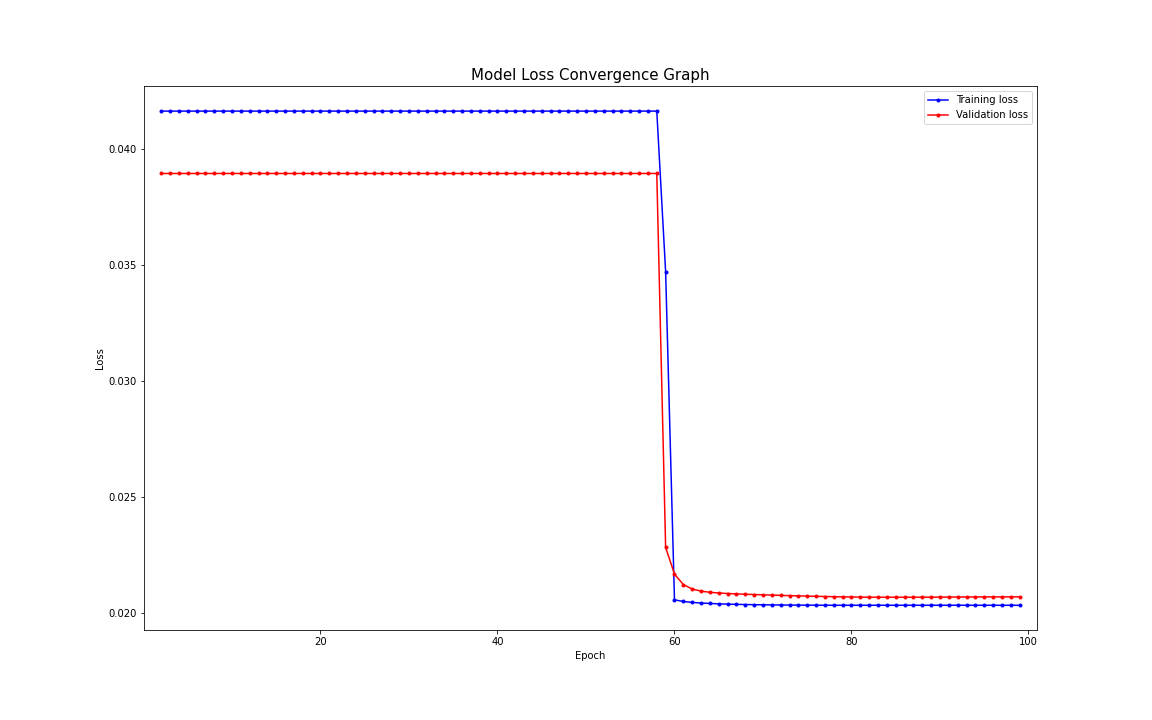 Model Loss Convergence Graph
Training loss
Validation loss
0.040
0.035
0.030
0.025
0.020
Loss
20
40
60
80
100
Epoch